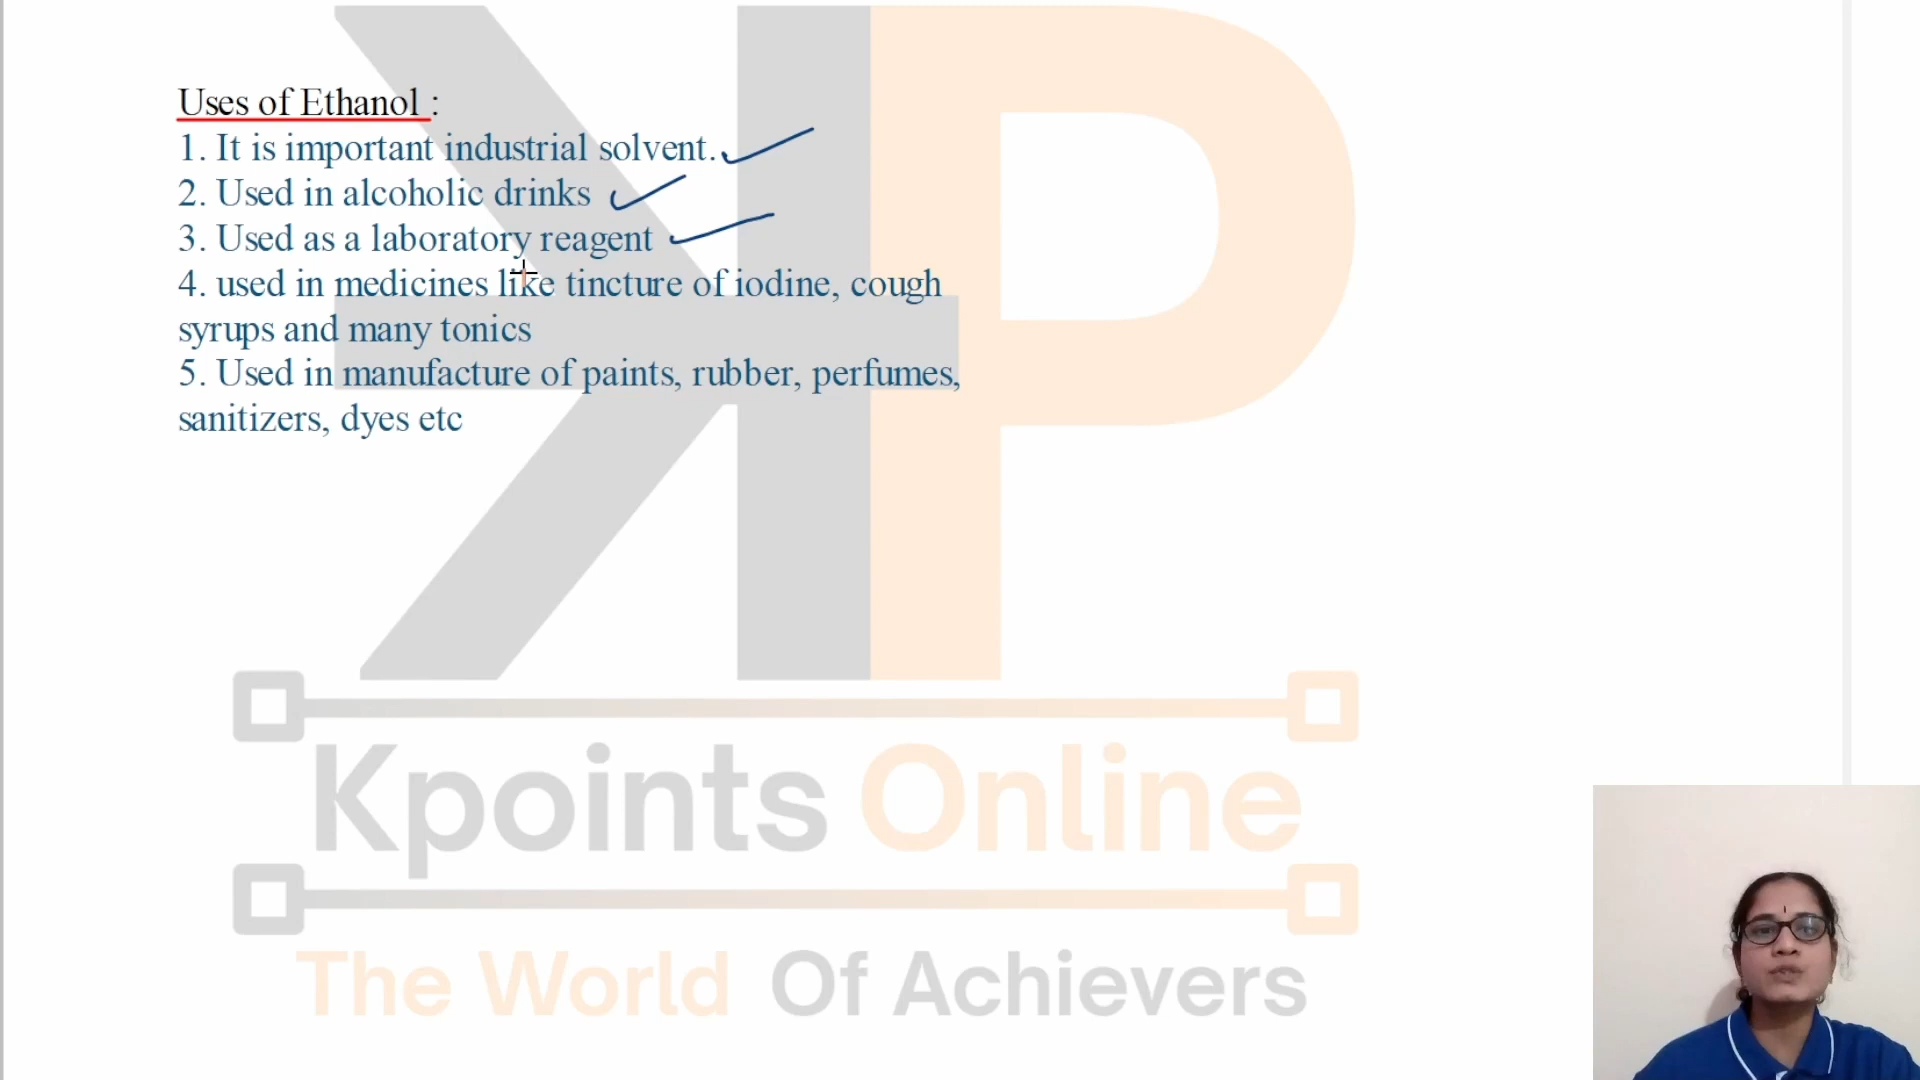 Uses of Ethanol :
1. It is important industrial solvent.
2. Used in alcoholic drinks
3. Used as a laboratory reagent
4. used in medicines like tincture of iodine, cough
syrups and many tonics
5. Used in manufacture of paints, rubber, perfumes,
sanitizers, dyes etc
KP
Kpoints Online
The World Of Achievers